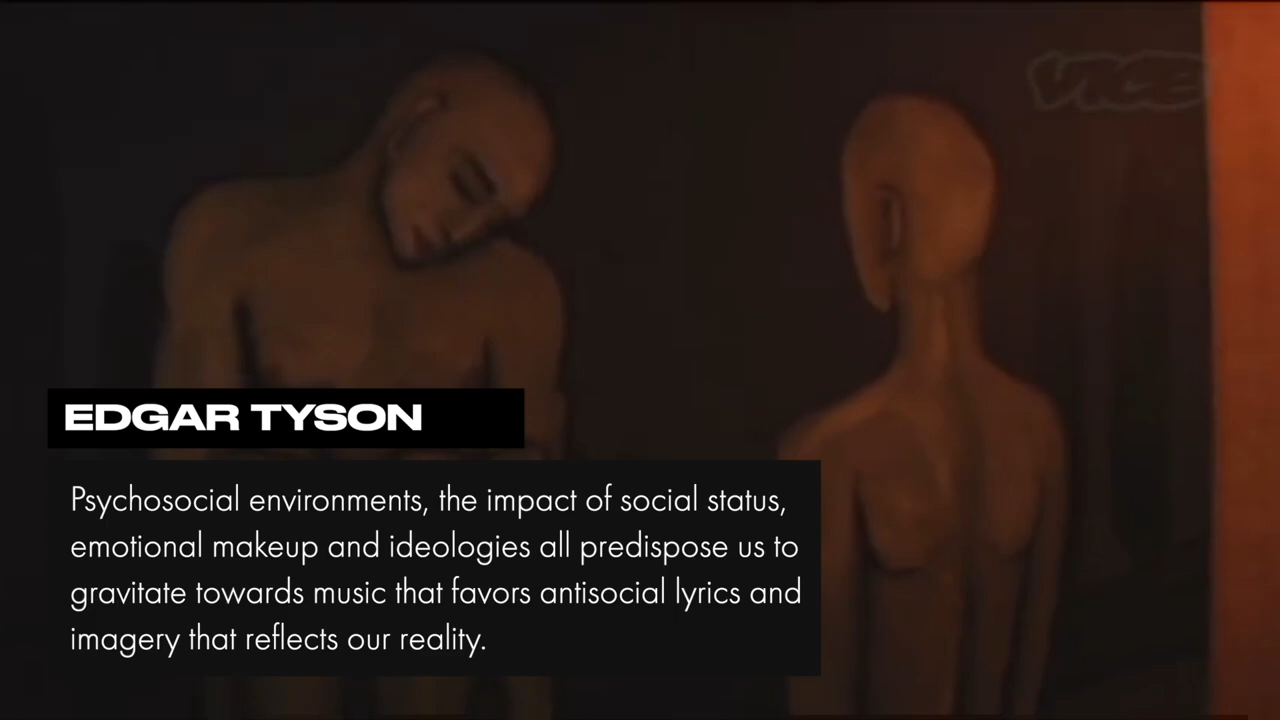 VICE
EDGAR TYSON
Psychosocial environments, the impact of social status,
emotional makeup and ideologies all predispose us to
gravitate towards music that favors antisocial lyrics and
imagery that reflects our reality.